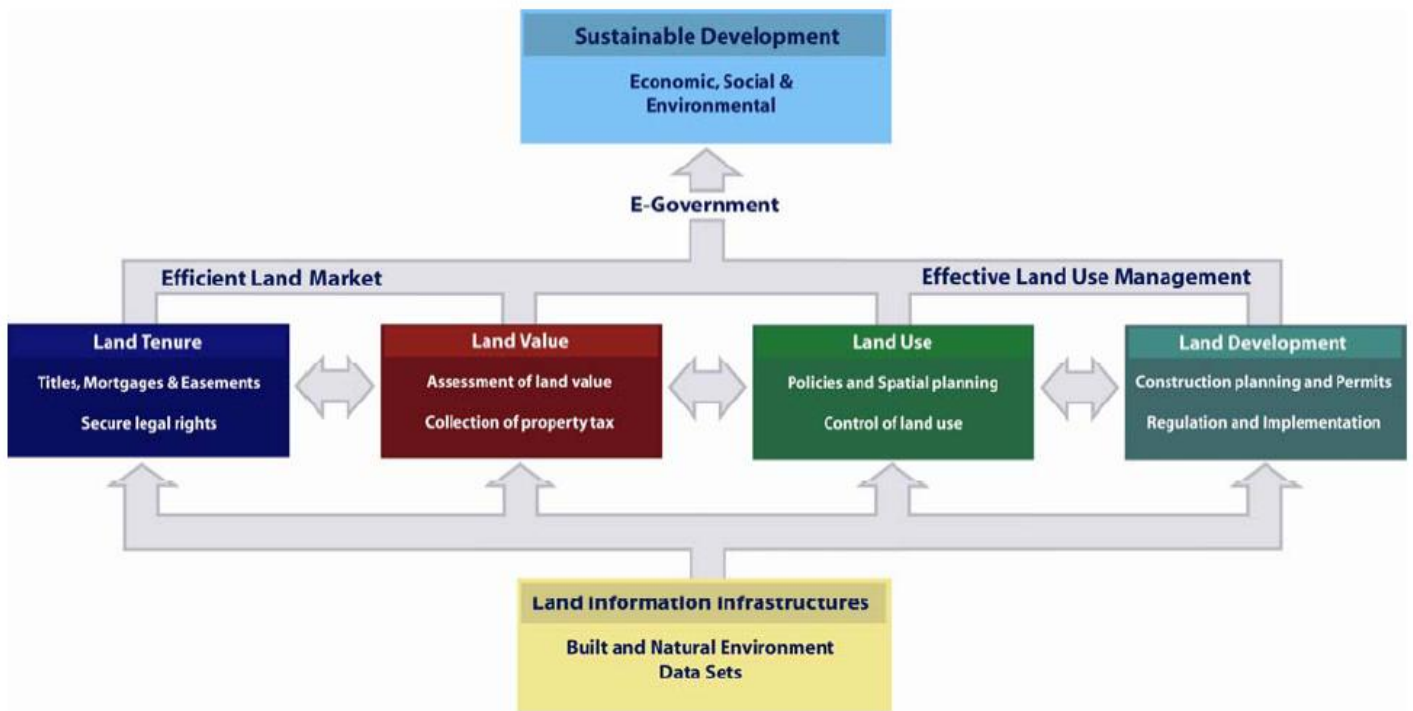 Sustainable Development
Economic, Social &
Environmental
E-Government
Efficient Land Market
Effective Land Use Management
Land Tenure
Titles, Mortgages & Easements
Secure legal rights
Land Value
Assessment of land value
Collection of property tax
Land Use
Policies and Spatial planning
Control of land use
Land Development
Construction planning and Permits
Regulation and Implementation
Land Information Infrastructures
Built and Natural Environment
Data Sets